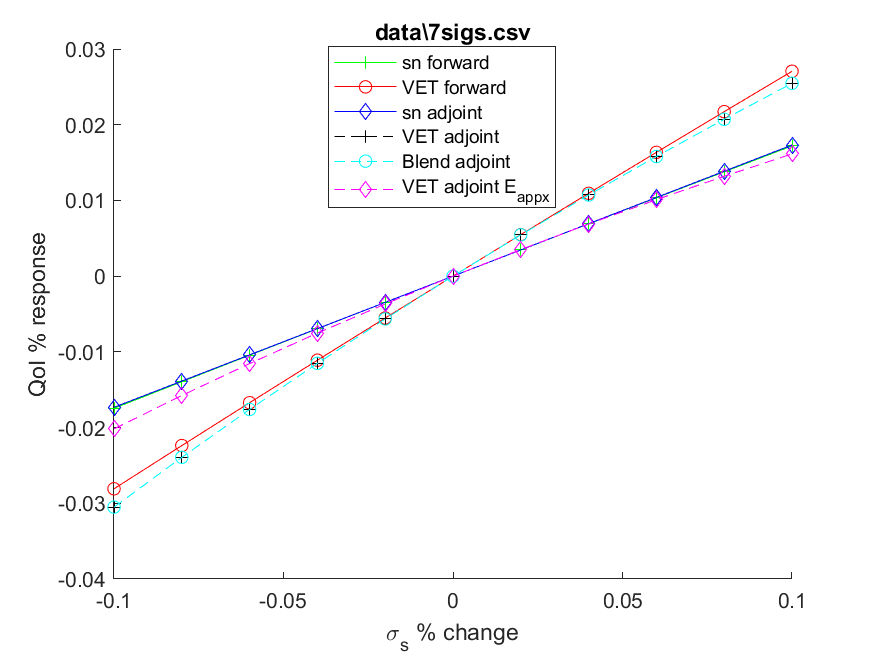 data\7sigs.csv
sn forward
VET forward
sn adjoint
VET adjoint
Blend adjoint
VET adjoint E_appx
QoI % response
0.03
0.02
0.01
0
-0.01
-0.02
-0.03
-0.04
-0.1 -0.05 0 0.05 0.1
σ_s % change